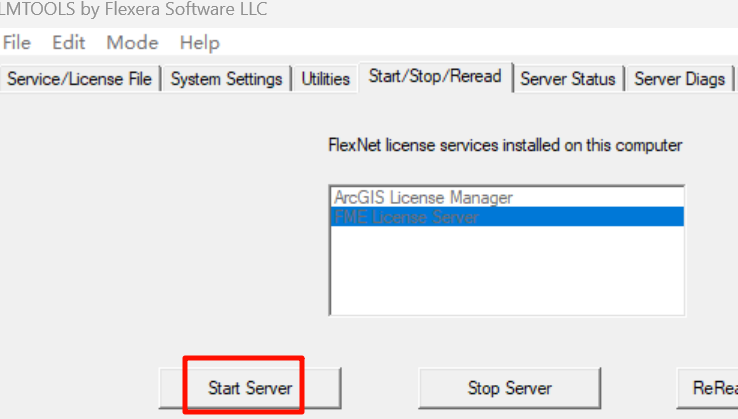 LMTOOLS by Flexera Software LLC
File Edit Mode Help
Service/License File System Settings Utilities Start/Stop/Reread Server Status Server Diags
FlexNet license services installed on this computer
ArcGIS License Manager
FME License Server
Start Server Stop Server ReRea